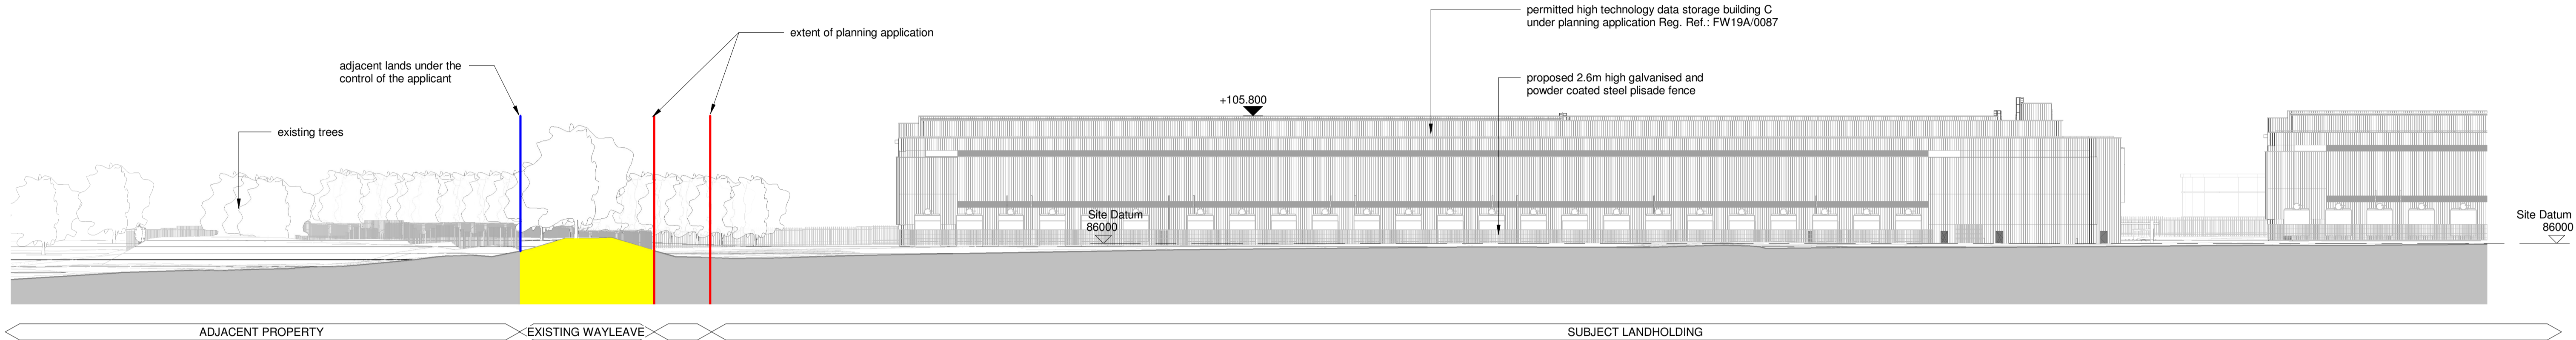 permitted high technology data storage building C
under planning application Reg. Ref.: FW19A/0087
extent of planning application
adjacent lands under the
control of the applicant
proposed 2.6m high galvanised and
powder coated steel plisade fence
+105.800
existing trees
Site Datum
86000
Site Datum
86000
ADJACENT PROPERTY
EXISTING WAYLEAVE
SUBJECT LANDHOLDING